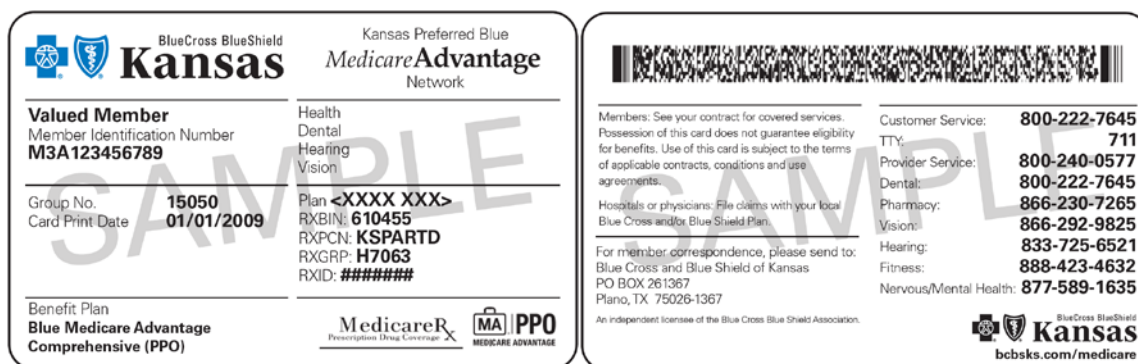 BlueCross BlueShield
Kansas
Kansas Preferred Blue
MedicareAdvantage
Network
Valued Member
Member Identification Number
M3A123456789
Health
Dental
Hearing
Vision
Group No. 15050
Card Print Date 01/01/2009
Plan <XXXX XXX>
RXBIN: 610455
RXPCN: KSPARTD
RXGRP: H7063
RXID: #######
SAMPLE
Benefit Plan
Blue Medicare Advantage
Comprehensive (PPO)
MedicareRx
Prescription Drug Coverage
MA PPO
MEDICARE ADVANTAGE
Members: See your contract for covered services.
Possession of this card does not guarantee eligibility
for benefits. Use of this card is subject to the terms
of applicable contracts, conditions and use
agreements.
Hospitals or physicians: File claims with your local
Blue Cross and/or Blue Shield Plan.
For member correspondence, please send to:
Blue Cross and Blue Shield of Kansas
PO BOX 261367
Plano, TX 75026-1367
An independent licensee of the Blue Cross Blue Shield Association.
Customer Service: 800-222-7645
TTY: 711
Provider Service: 800-240-0577
Dental: 800-222-7645
Pharmacy: 866-230-7265
Vision: 866-292-9825
Hearing: 833-725-6521
Fitness: 888-423-4632
Nervous/Mental Health: 877-589-1635
SAMPLE
BlueCross BlueShield
Kansas
bcbsks.com/medicare